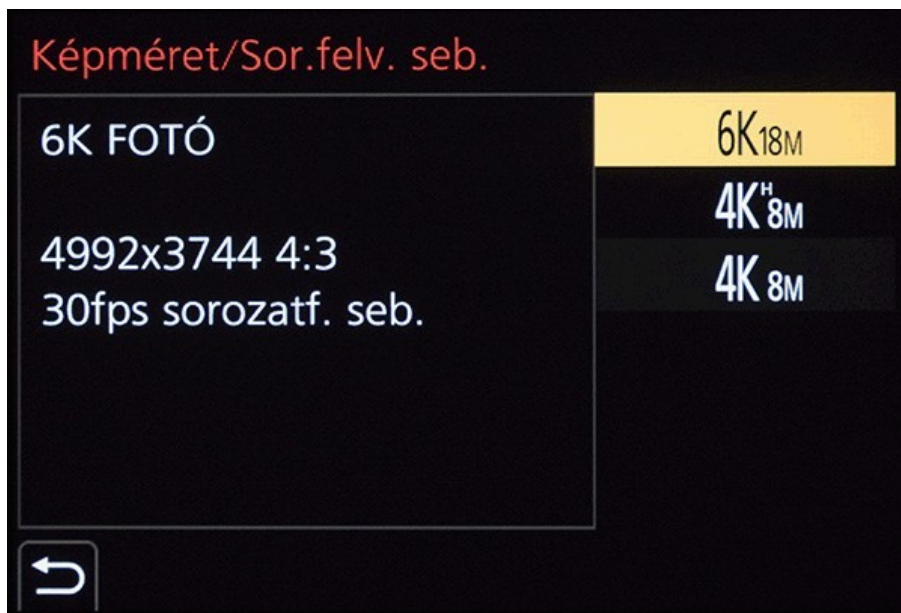 Képméret/Sor.felv. seb.
6K FOTÓ
4992x3744 4:3
30fps sorozatf. seb.
6K18M
4KH8M
4K 8M